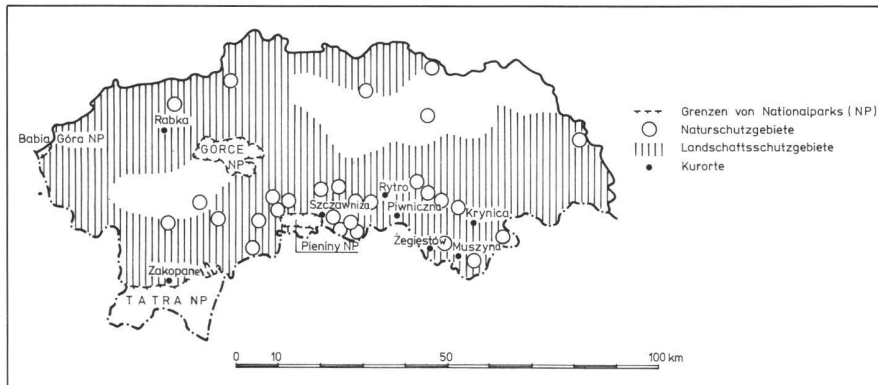 Rabka
Babia Góra NP
GORCE
NP
Rytro
Szczawniza
Piwniczna
Krynica
Żegiestów
Muszyna
Pieniny NP
Zakopane
TATRA NP
Grenzen von Nationalparks (NP)
Naturschutzgebiete
Landschaftsschutzgebiete
Kurorte
0 10 50 100 km